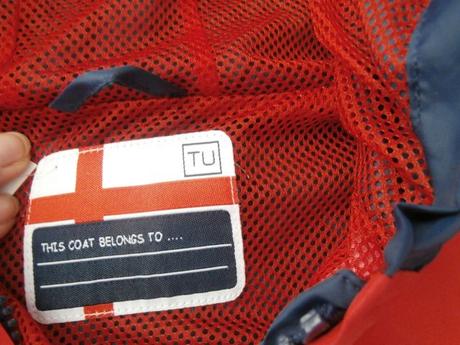 TU
THIS COAT BELONGS TO ....